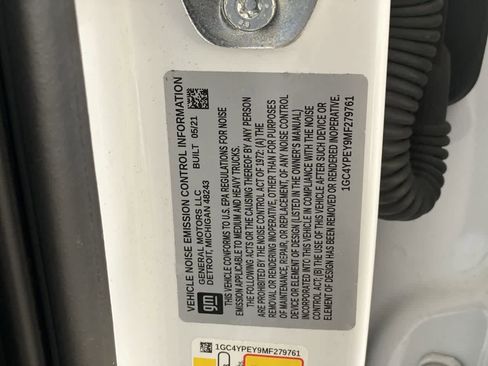 VEHICLE NOISE EMISSION CONTROL INFORMATION
gm
GENERAL MOTORS LLC BUILT 05/21
DETROIT, MICHIGAN 48243
THIS VEHICLE CONFORMS TO U.S. EPA REGULATIONS FOR NOISE
EMISSION APPLICABLE TO MEDIUM AND HEAVY TRUCKS.
THE FOLLOWING ACTS OR THE CAUSING THEREOF BY ANY PERSON
ARE PROHIBITED BY THE NOISE CONTROL ACT OF 1972: (A) THE
REMOVAL OR RENDERING INOPERATIVE, OTHER THAN FOR PURPOSES
OF MAINTENANCE, REPAIR, OR REPLACEMENT, OF ANY NOISE CONTROL
DEVICE OR ELEMENT OF DESIGN (LISTED IN THE OWNER'S MANUAL)
INCORPORATED INTO THIS VEHICLE IN COMPLIANCE WITH THE NOISE
CONTROL ACT; (B) THE USE OF THIS VEHICLE AFTER SUCH DEVICE OR
ELEMENT OF DESIGN HAS BEEN REMOVED OR RENDERED INOPERATIVE.
1GC4YPEY9MF279761
1GC4YPEY9MF279761